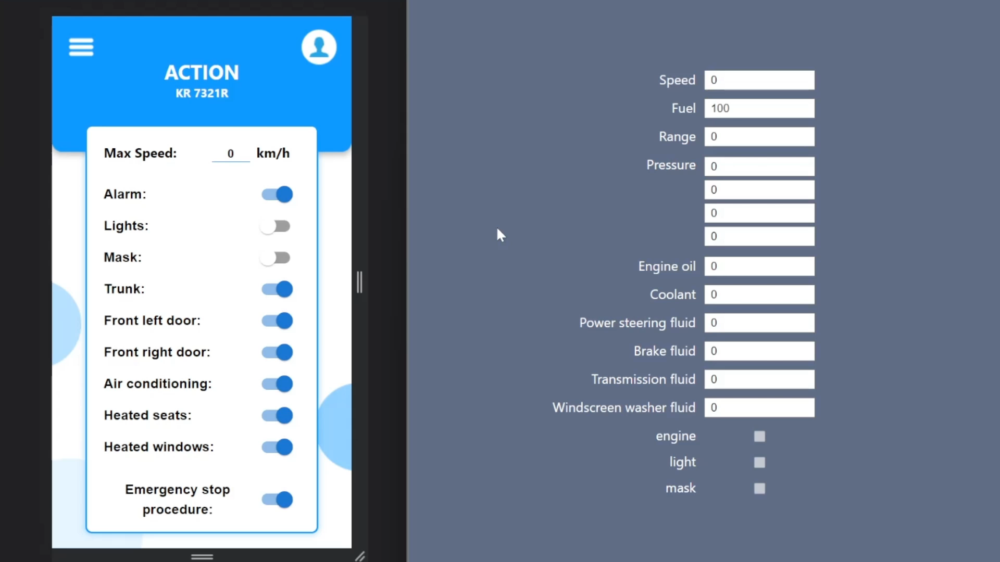 ACTION
KR 7321R
Max Speed: 0 km/h
Alarm:
Lights:
Mask:
Trunk:
Front left door:
Front right door:
Air conditioning:
Heated seats:
Heated windows:
Emergency stop
procedure:
Speed 0
Fuel 100
Range 0
Pressure 0
0
0
0
Engine oil 0
Coolant 0
Power steering fluid 0
Brake fluid 0
Transmission fluid 0
Windscreen washer fluid 0
engine
light
mask